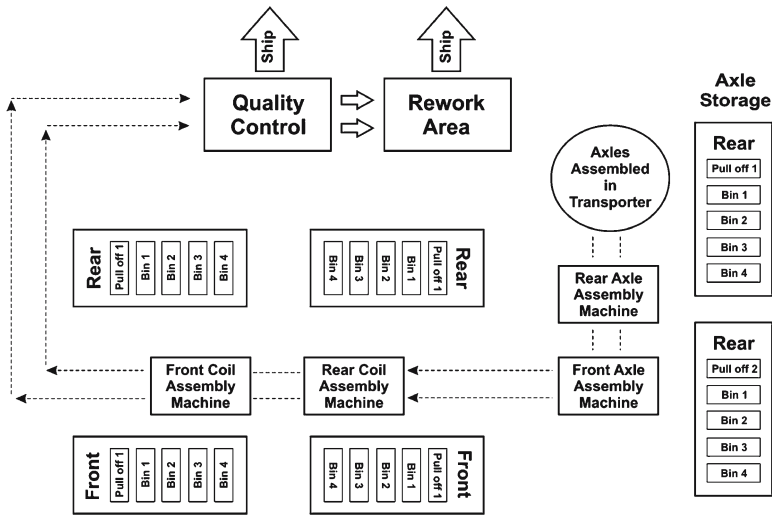 Ship
Ship
Quality
Control
Rework
Area
Axle
Storage
Axles
Assembled
in
Transporter
Rear
Pull off 1
Bin 1
Bin 2
Bin 3
Bin 4
Rear
Pull off 1
Bin 1
Bin 2
Bin 3
Bin 4
Bin 4
Bin 3
Bin 2
Bin 1
Pull off 1
Rear
Rear Axle
Assembly
Machine
Front Coil
Assembly
Machine
Rear Coil
Assembly
Machine
Front Axle
Assembly
Machine
Rear
Pull off 2
Bin 1
Bin 2
Bin 3
Bin 4
Front
Pull off 1
Bin 1
Bin 2
Bin 3
Bin 4
Bin 4
Bin 3
Bin 2
Bin 1
Pull off 1
Front